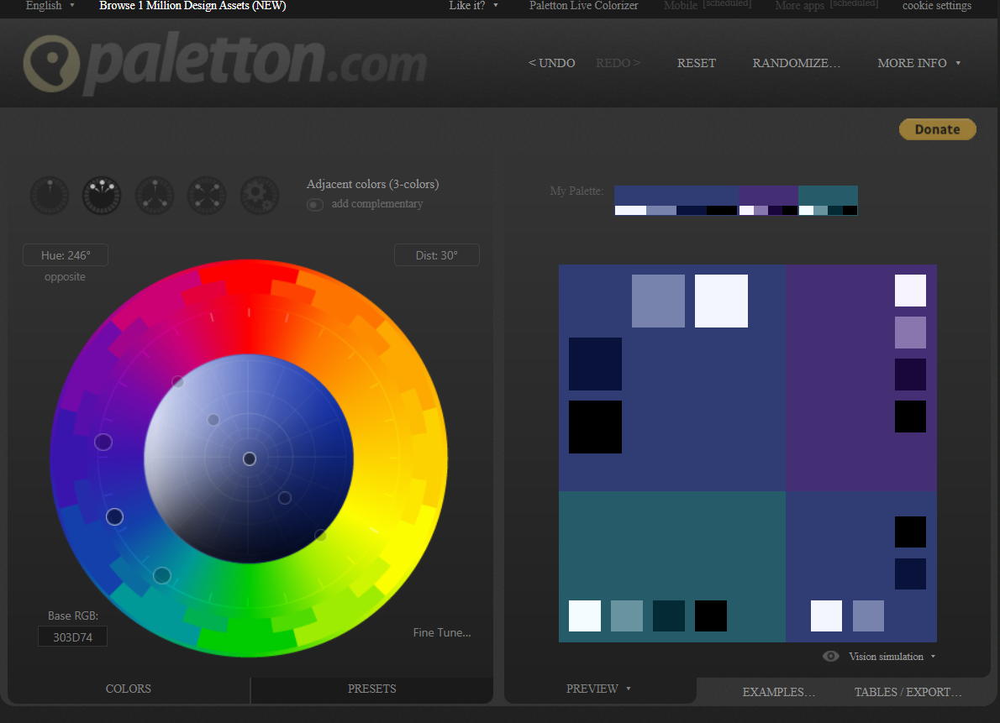 English ▼ Browse 1 Million Design Assets (NEW) Like it? ▼ Paletton Live Colorizer Mobile [scheduled] More apps [scheduled] cookie settings
paletton.com
< UNDO REDO > RESET RANDOMIZE... MORE INFO ▼
Donate
Adjacent colors (3-colors)
add complementary
My Palette:
Hue: 246°
opposite
Dist: 30°
Base RGB:
303D74
Fine Tune...
Vision simulation ▼
COLORS PRESETS
PREVIEW ▼ EXAMPLES... TABLES / EXPORT...